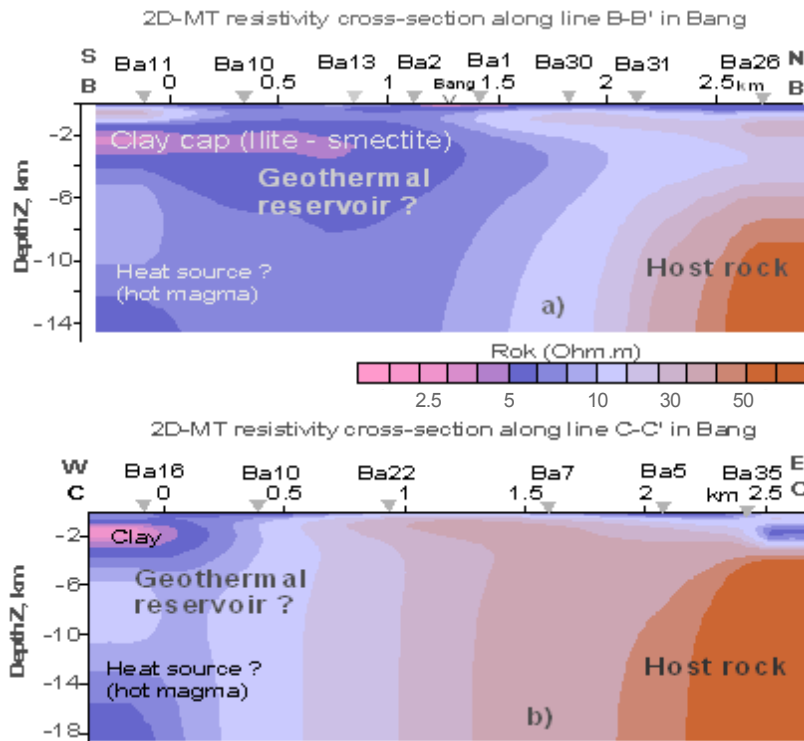 2D-MT resistivity cross-section along line B-B' in Bang
S N
Ba11 Ba10 Ba13 Ba2 Ba1 Ba30 Ba31 Ba26
B 0 0.5 1 Bang 1.5 2 2.5 km B
-2
Clay cap (Ilite - smectite)
Geothermal
-6
reservoir ?
Depth Z, km
-10
Heat source ?
(hot magma)
Host rock
a)
-14
Rok (Ohm.m)
2.5 5 10 30 50
2D-MT resistivity cross-section along line C-C' in Bang
W E
Ba16 Ba10 Ba22 Ba7 Ba5 Ba35
C 0 0.5 1 1.5 2 km 2.5 C
-2
Clay
Geothermal
-6
reservoir ?
Depth Z, km
-10
Heat source ?
(hot magma)
Host rock
-14
b)
-18